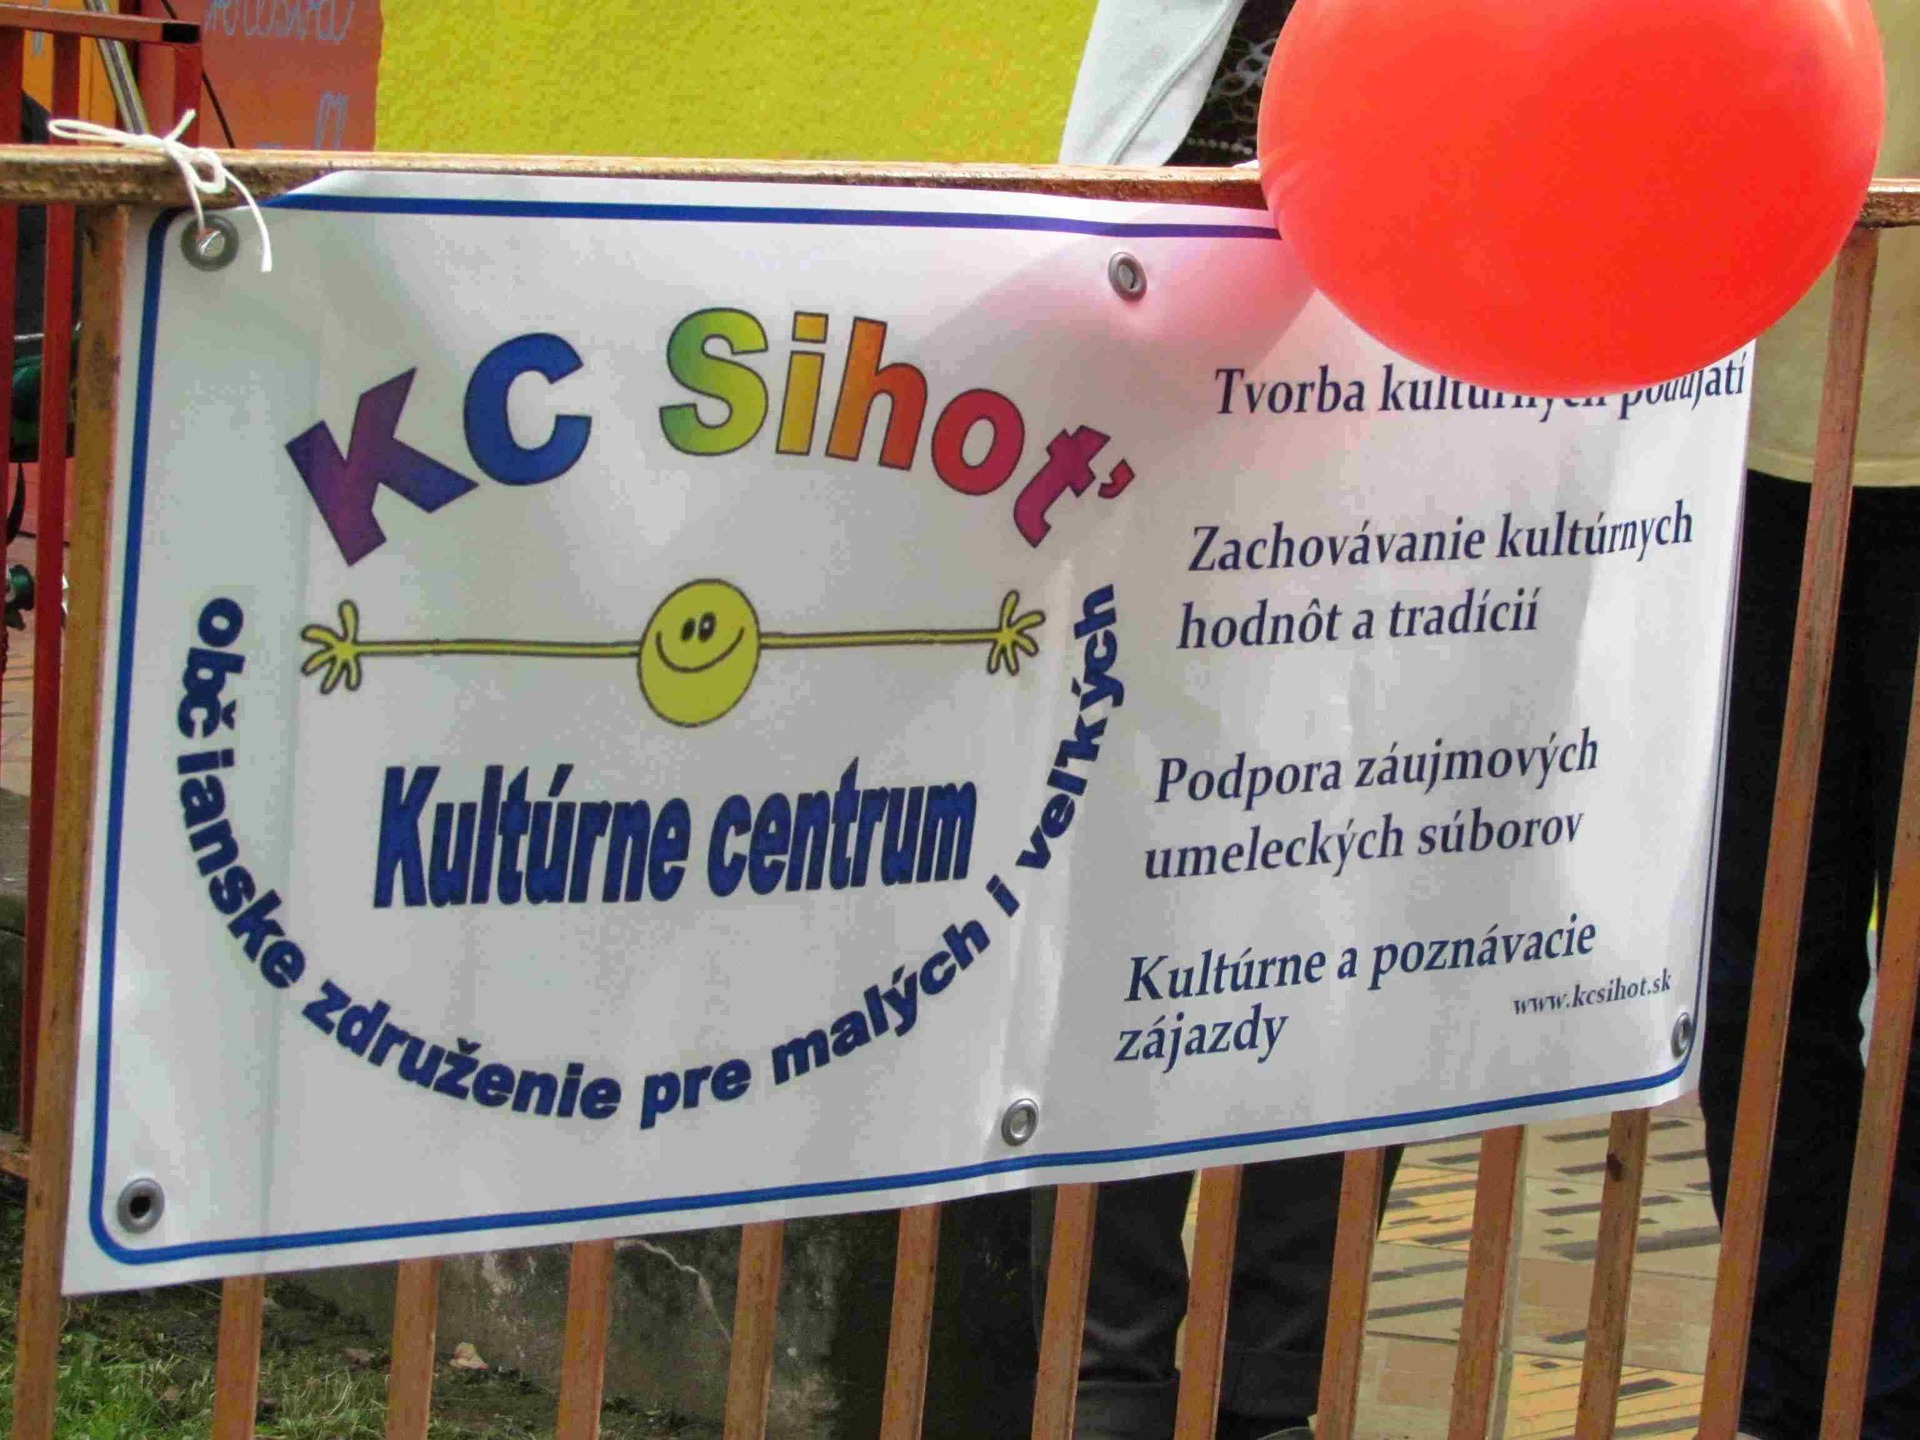 KC Sihoť
Kultúrne centrum
občianske združenie pre malých i veľkých
Tvorba kultúrnych podujatí
Zachovávanie kultúrnych
hodnôt a tradícií
Podpora záujmových
umeleckých súborov
Kultúrne a poznávacie
zájazdy
www.kcsihot.sk